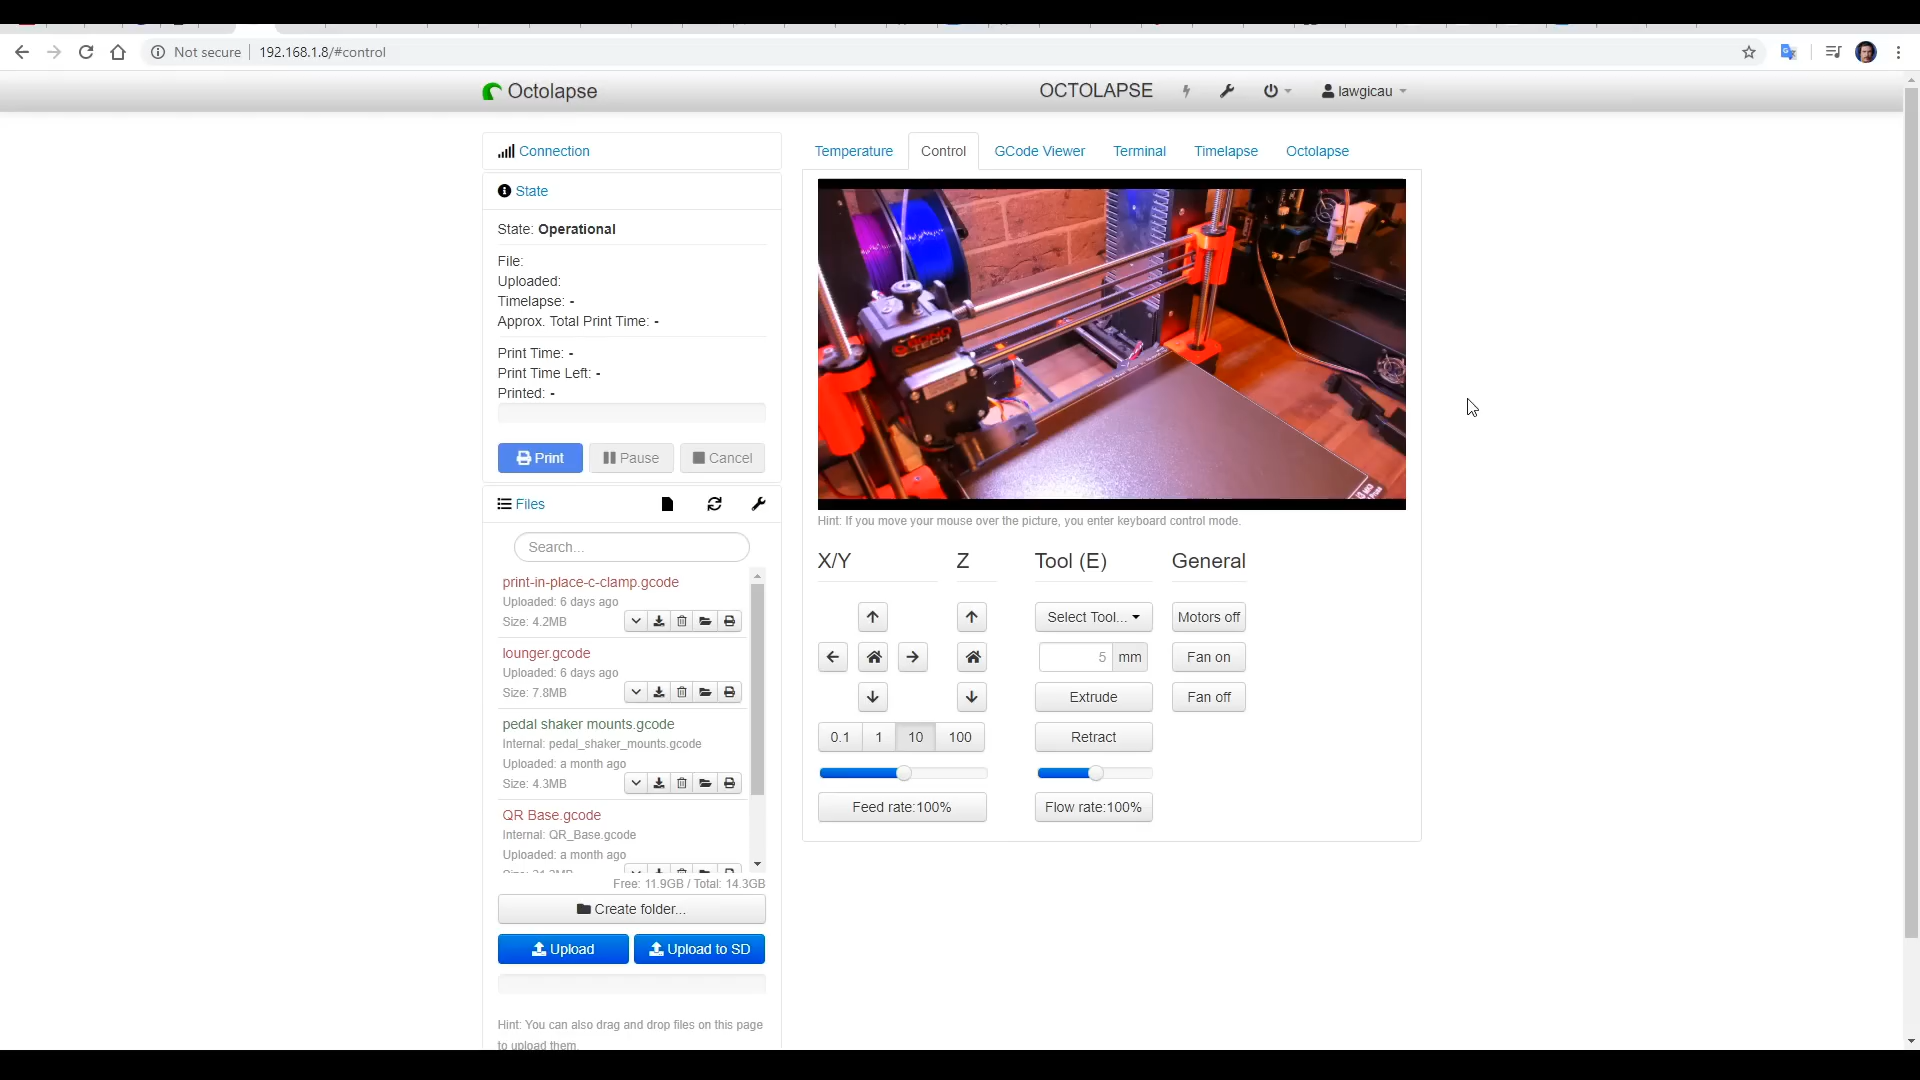 Not secure
192.168.1.8/#control
Octolapse
OCTOLAPSE
lawgicau
Connection
State
State: Operational
File:
Uploaded:
Timelapse: -
Approx. Total Print Time: -
Print Time: -
Print Time Left: -
Printed: -
Print
Pause
Cancel
Files
Search...
print-in-place-c-clamp.gcode
Uploaded: 6 days ago
Size: 4.2MB
lounger.gcode
Uploaded: 6 days ago
Size: 7.8MB
pedal shaker mounts.gcode
Internal: pedal_shaker_mounts.gcode
Uploaded: a month ago
Size: 4.3MB
QR Base.gcode
Internal: QR_Base.gcode
Uploaded: a month ago
Free: 11.9GB / Total: 14.3GB
Create folder...
Upload
Upload to SD
Hint: You can also drag and drop files on this page
to upload them.
Temperature
Control
GCode Viewer
Terminal
Timelapse
Octolapse
Hint: If you move your mouse over the picture, you enter keyboard control mode.
X/Y
Z
Tool (E)
General
Select Tool...
Motors off
5 mm
Fan on
Extrude
Fan off
0.1 1 10 100
Retract
Feed rate:100%
Flow rate:100%